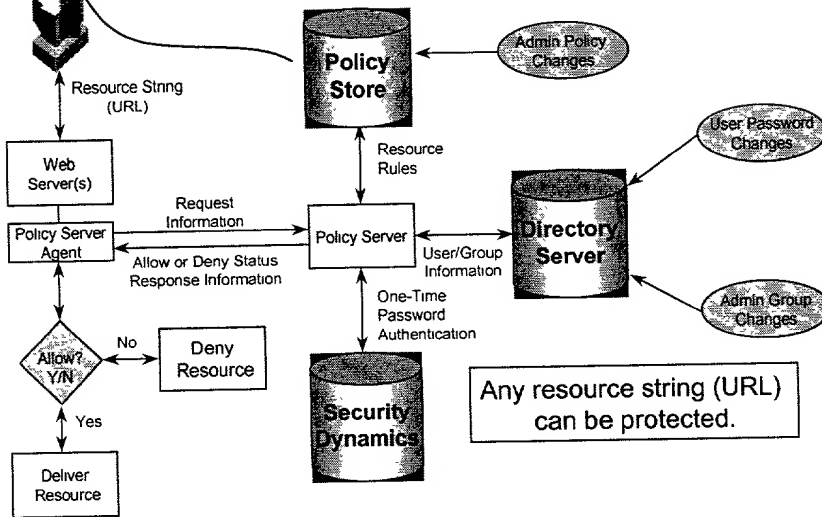 Policy
Store
Admin Policy
Changes
Resource String
(URL)
Resource
Rules
User Password
Changes
Web
Server(s)
Request
Information
Policy Server
Agent
Policy Server
Directory
Server
Allow or Deny Status
Response Information
User/Group
Information
One-Time
Password
Authentication
Admin Group
Changes
Allow?
Y/N
No
Deny
Resource
Security
Dynamics
Any resource string (URL)
can be protected.
Yes
Deliver
Resource